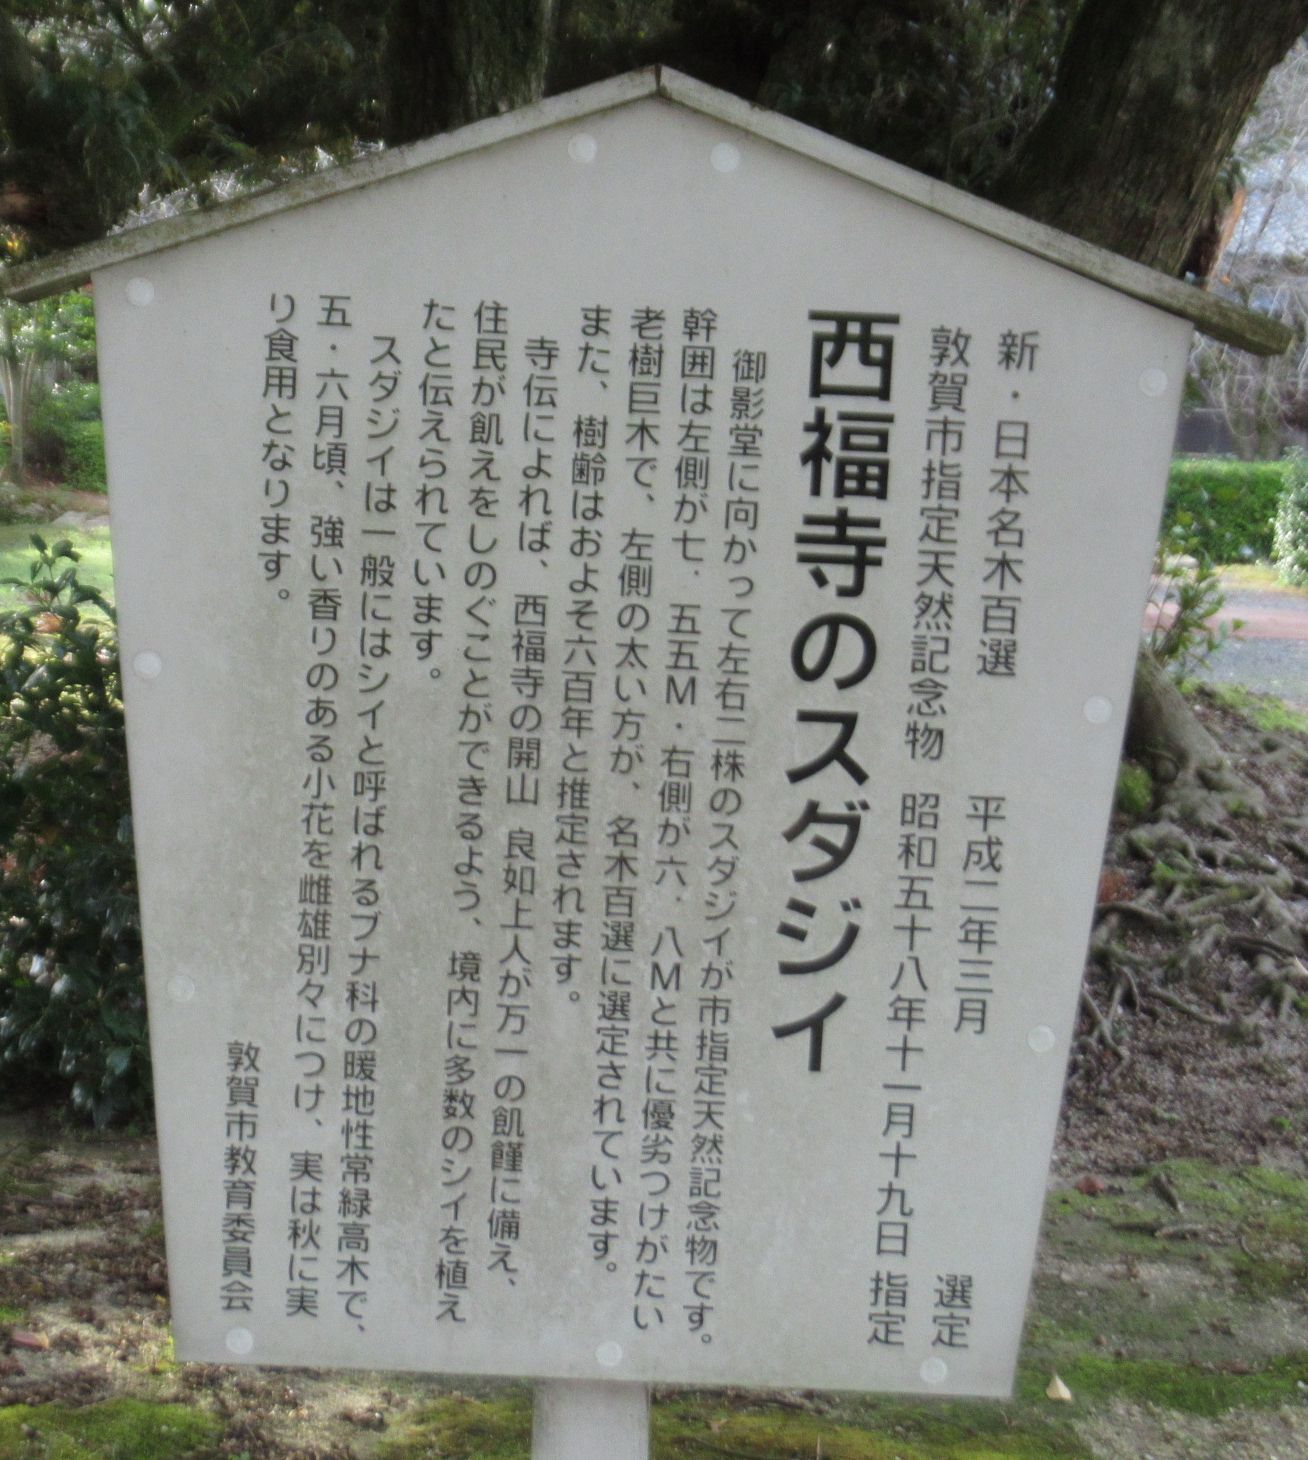 新・日本名木百選　平成二年三月　選定
敦賀市指定天然記念物　昭和五十八年十一月十九日　指定
西福寺のスダジイ
御影堂に向かって左右二株のスダジイが市指定天然記念物です。
幹囲は左側が七．五五M・右側が六．八Mと共に優劣つけがたい
老樹巨木で、左側の太い方が、名木百選に選定されています。
また、樹齢はおよそ六百年と推定されます。
寺伝によれば、西福寺の開山　良如上人が万一の飢饉に備え、
住民が飢えをしのぐことができるよう、境内に多数のシイを植え
たと伝えられています。
スダジイは一般にはシイと呼ばれるブナ科の暖地性常緑高木で、
五・六月頃、強い香りのある小花を雌雄別々につけ、実は秋に実
り食用となります。
敦賀市教育委員会